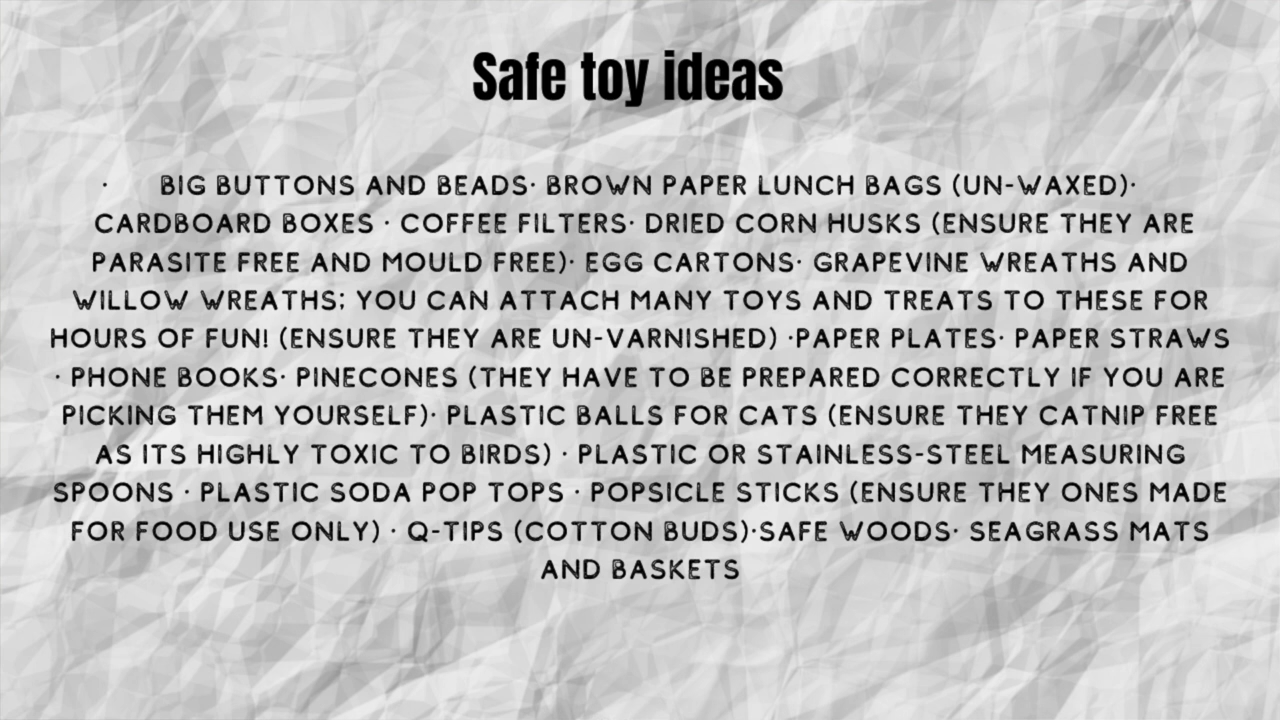 Safe toy ideas
· BIG BUTTONS AND BEADS· BROWN PAPER LUNCH BAGS (UN-WAXED)·
CARDBOARD BOXES · COFFEE FILTERS· DRIED CORN HUSKS (ENSURE THEY ARE
PARASITE FREE AND MOULD FREE)· EGG CARTONS· GRAPEVINE WREATHS AND
WILLOW WREATHS; YOU CAN ATTACH MANY TOYS AND TREATS TO THESE FOR
HOURS OF FUN! (ENSURE THEY ARE UN-VARNISHED) ·PAPER PLATES· PAPER STRAWS
· PHONE BOOKS· PINECONES (THEY HAVE TO BE PREPARED CORRECTLY IF YOU ARE
PICKING THEM YOURSELF)· PLASTIC BALLS FOR CATS (ENSURE THEY CATNIP FREE
AS ITS HIGHLY TOXIC TO BIRDS) · PLASTIC OR STAINLESS-STEEL MEASURING
SPOONS · PLASTIC SODA POP TOPS · POPSICLE STICKS (ENSURE THEY ONES MADE
FOR FOOD USE ONLY) · Q-TIPS (COTTON BUDS)·SAFE WOODS· SEAGRASS MATS
AND BASKETS